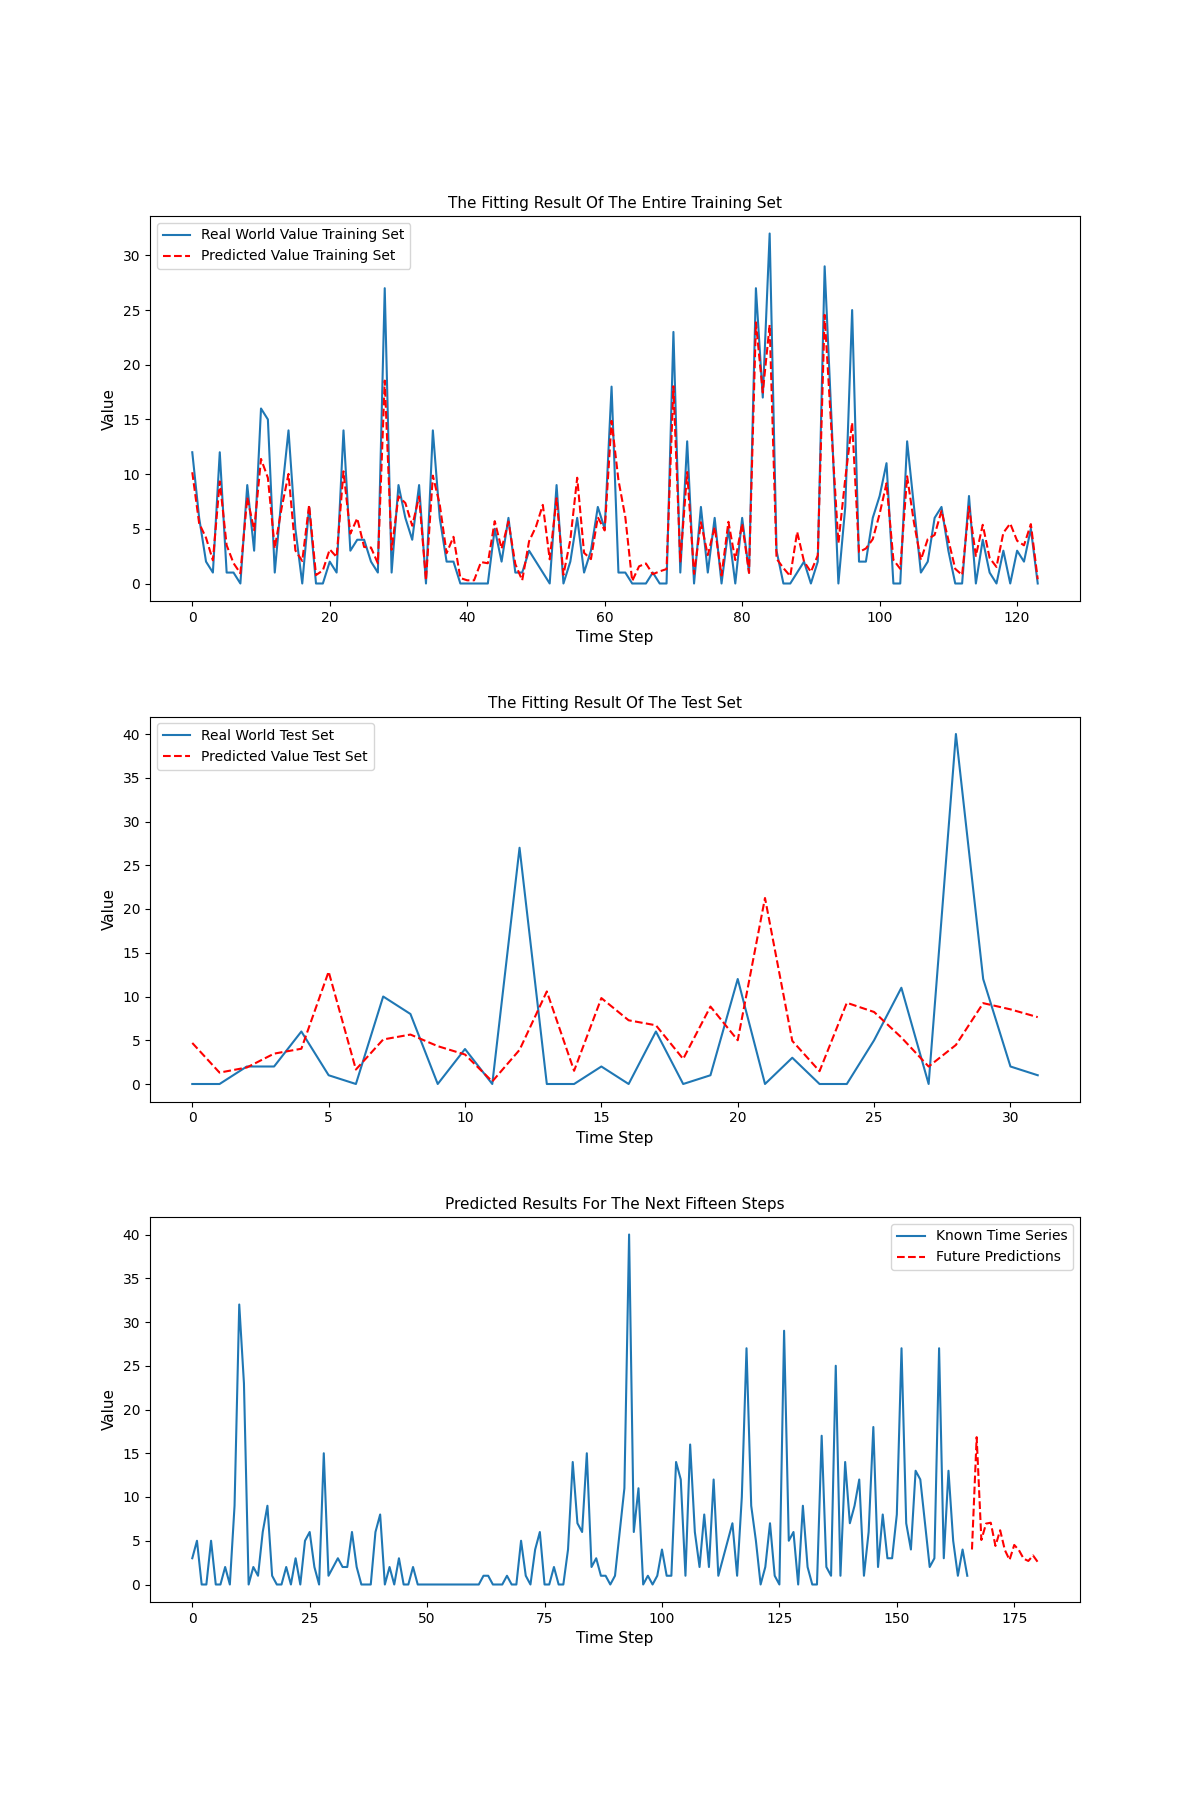 The Fitting Result Of The Entire Training Set
Real World Value Training Set
Predicted Value Training Set
Value
30
25
20
15
10
5
0
0 20 40 60 80 100 120
Time Step
The Fitting Result Of The Test Set
Real World Test Set
Predicted Value Test Set
Value
40
35
30
25
20
15
10
5
0
0 5 10 15 20 25 30
Time Step
Predicted Results For The Next Fifteen Steps
Known Time Series
Future Predictions
Value
40
35
30
25
20
15
10
5
0
0 25 50 75 100 125 150 175
Time Step